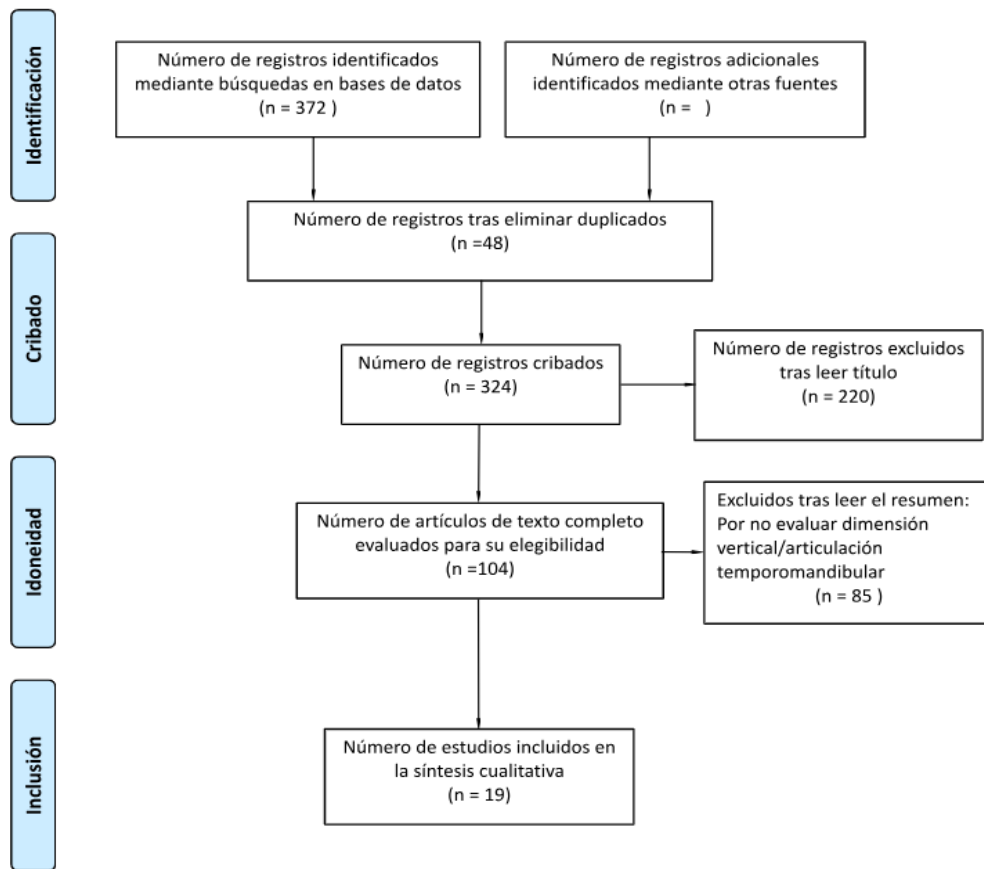 Identificación
Número de registros identificados
mediante búsquedas en bases de datos
(n = 372 )
Número de registros adicionales
identificados mediante otras fuentes
(n =   )
Número de registros tras eliminar duplicados
(n =48)
Cribado
Número de registros cribados
(n = 324)
Número de registros excluidos
tras leer título
(n = 220)
Idoneidad
Número de artículos de texto completo
evaluados para su elegibilidad
(n =104)
Excluidos tras leer el resumen:
Por no evaluar dimensión
vertical/articulación
temporomandibular
(n = 85 )
Inclusión
Número de estudios incluidos en
la síntesis cualitativa
(n = 19)